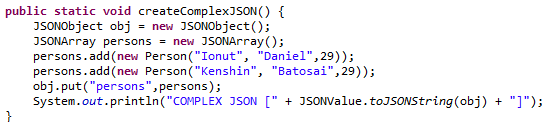 public static void createComplexJSON() {
    JSONObject obj = new JSONObject();
    JSONArray persons = new JSONArray();
    persons.add(new Person("Ionut", "Daniel",29));
    persons.add(new Person("Kenshin", "Batosai",29));
    obj.put("persons",persons);
    System.out.println("COMPLEX JSON [" + JSONValue.toJSONString(obj) + "]");
}